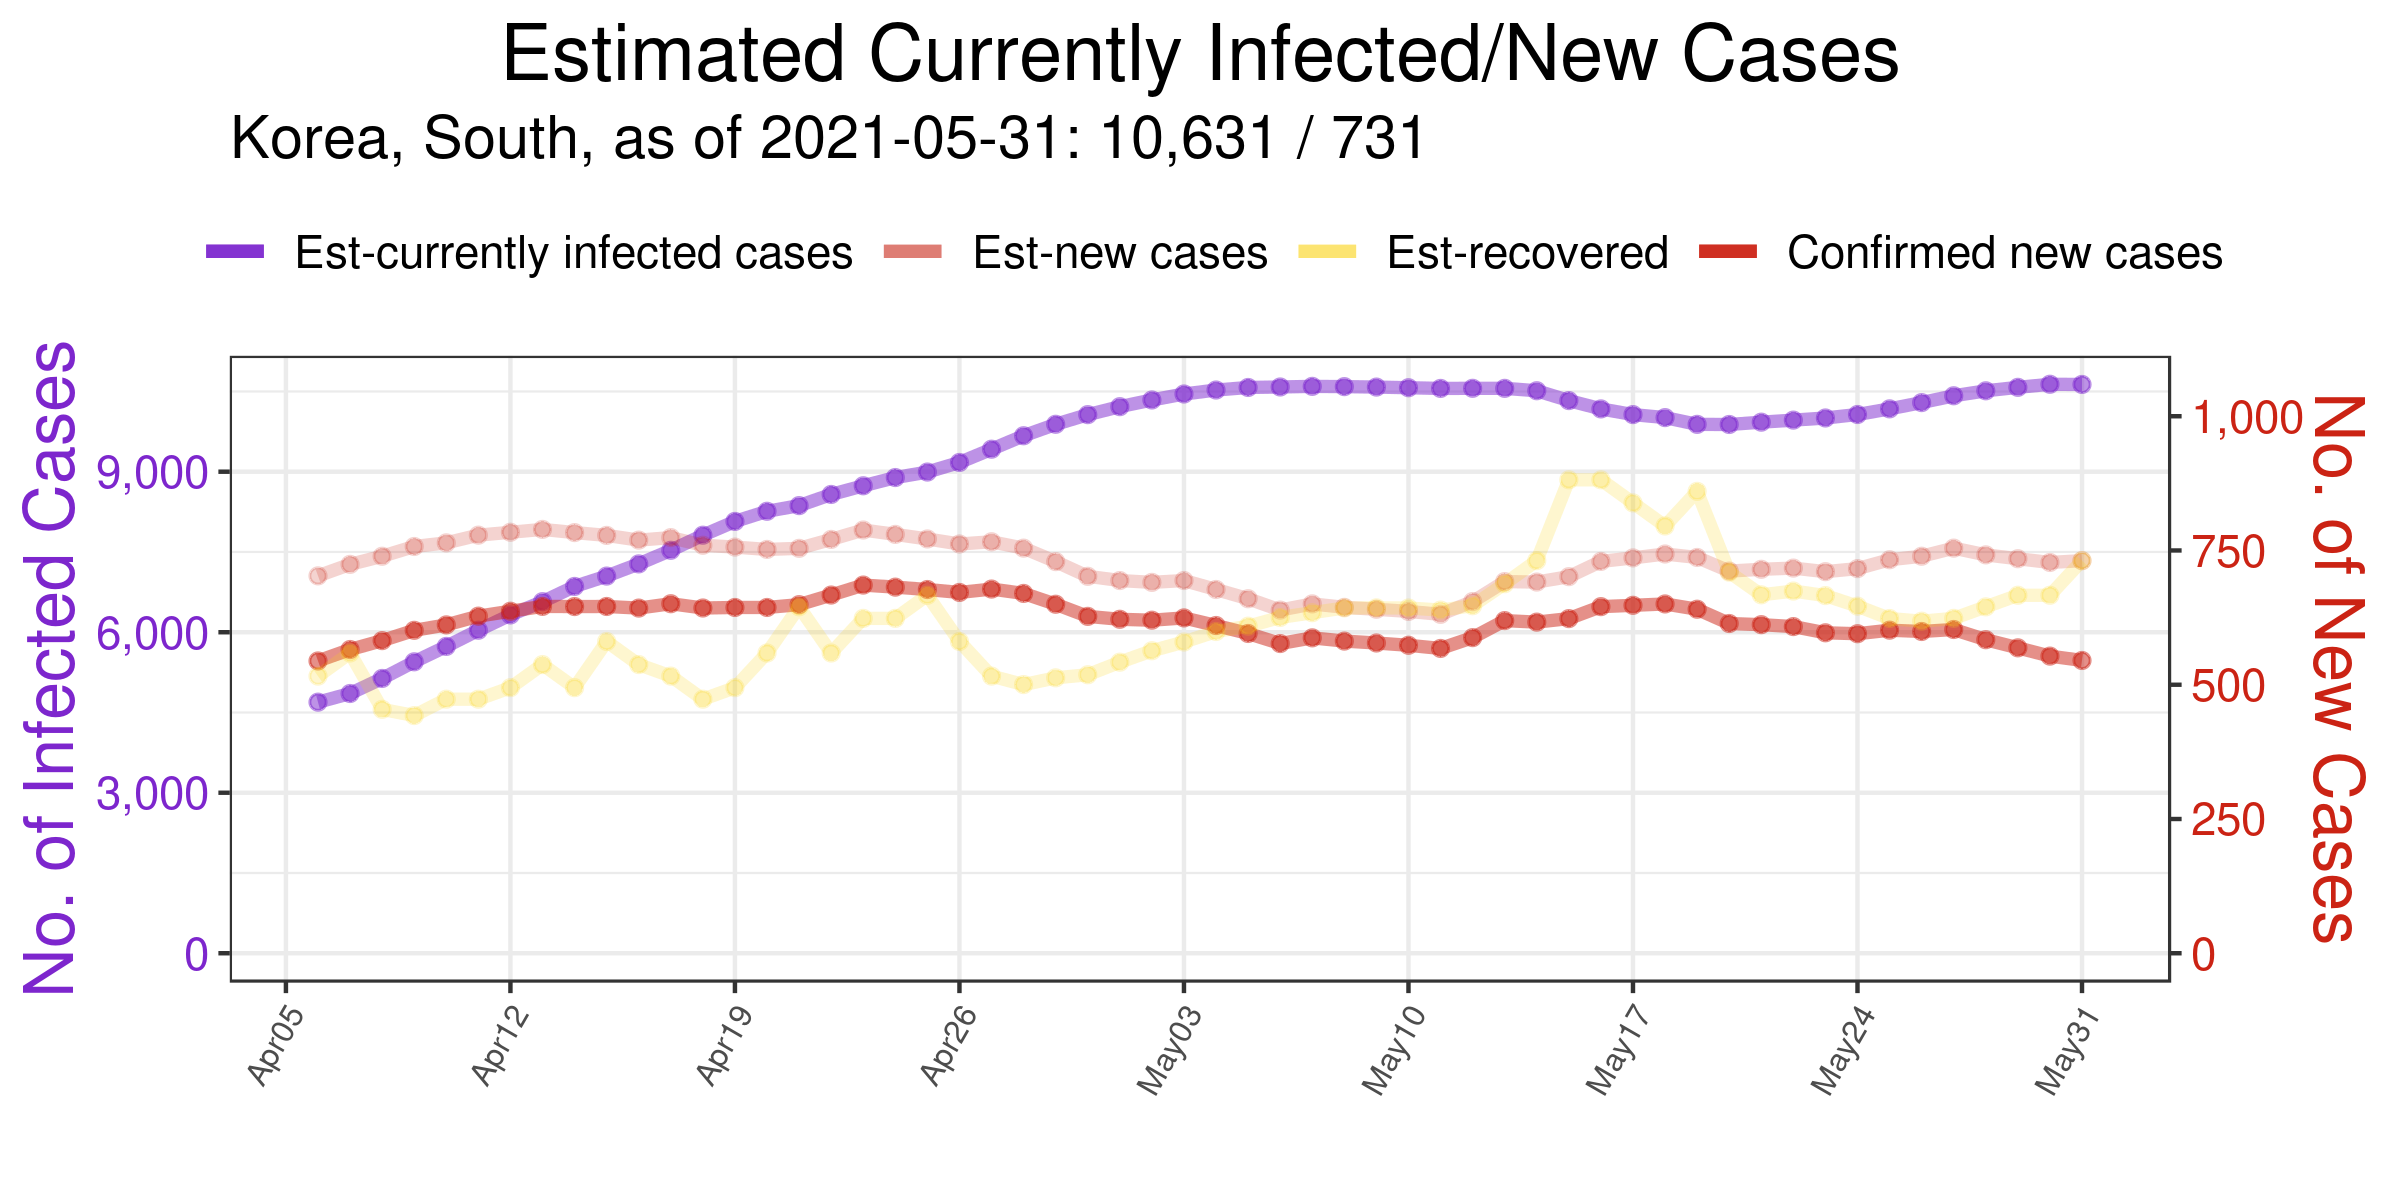 Estimated Currently Infected/New Cases
Korea, South, as of 2021-05-31: 10,631 / 731
Est-currently infected cases Est-new cases Est-recovered Confirmed new cases
No. of Infected Cases
9,000
6,000
3,000
0
1,000
750
500
250
0
No. of New Cases
Apr05 Apr12 Apr19 Apr26 May03 May10 May17 May24 May31